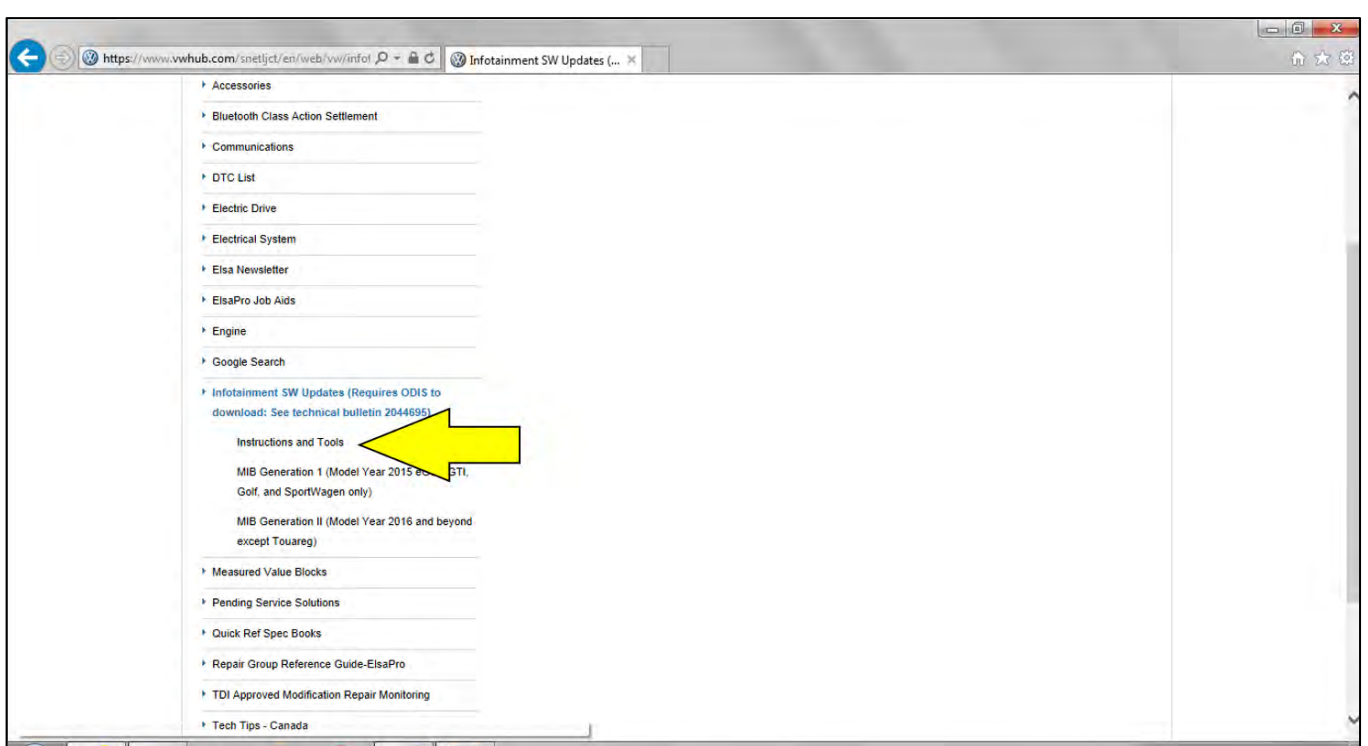 https://www.vwhub.com/snetljct/en/web/vw/infot
Infotainment SW Updates (...
Accessories
Bluetooth Class Action Settlement
Communications
DTC List
Electric Drive
Electrical System
Elsa Newsletter
ElsaPro Job Aids
Engine
Google Search
Infotainment SW Updates (Requires ODIS to
download: See technical bulletin 2044695)
Instructions and Tools
MIB Generation 1 (Model Year 2015 GTI,
Golf, and SportWagen only)
MIB Generation II (Model Year 2016 and beyond
except Touareg)
Measured Value Blocks
Pending Service Solutions
Quick Ref Spec Books
Repair Group Reference Guide-ElsaPro
TDI Approved Modification Repair Monitoring
Tech Tips - Canada